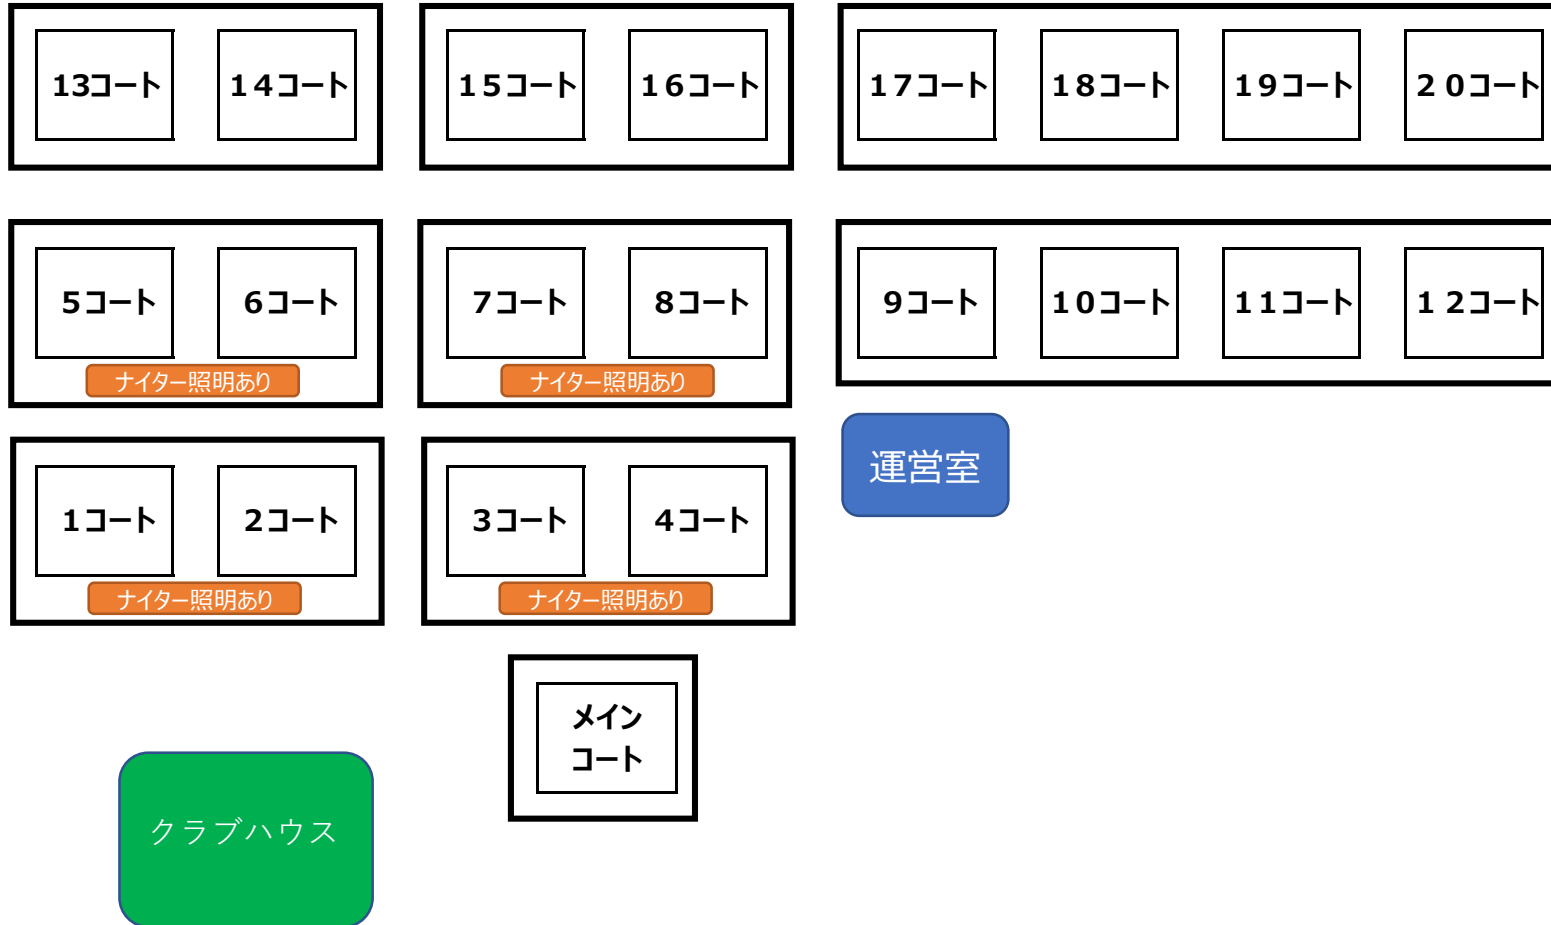 13コート
１４コート
１５コート
１６コート
１７コート
１８コート
１９コート
２０コート
５コート
６コート
ナイター照明あり
７コート
８コート
ナイター照明あり
９コート
１０コート
１１コート
１２コート
運営室
１コート
２コート
ナイター照明あり
３コート
４コート
ナイター照明あり
メイン
コート
クラブハウス